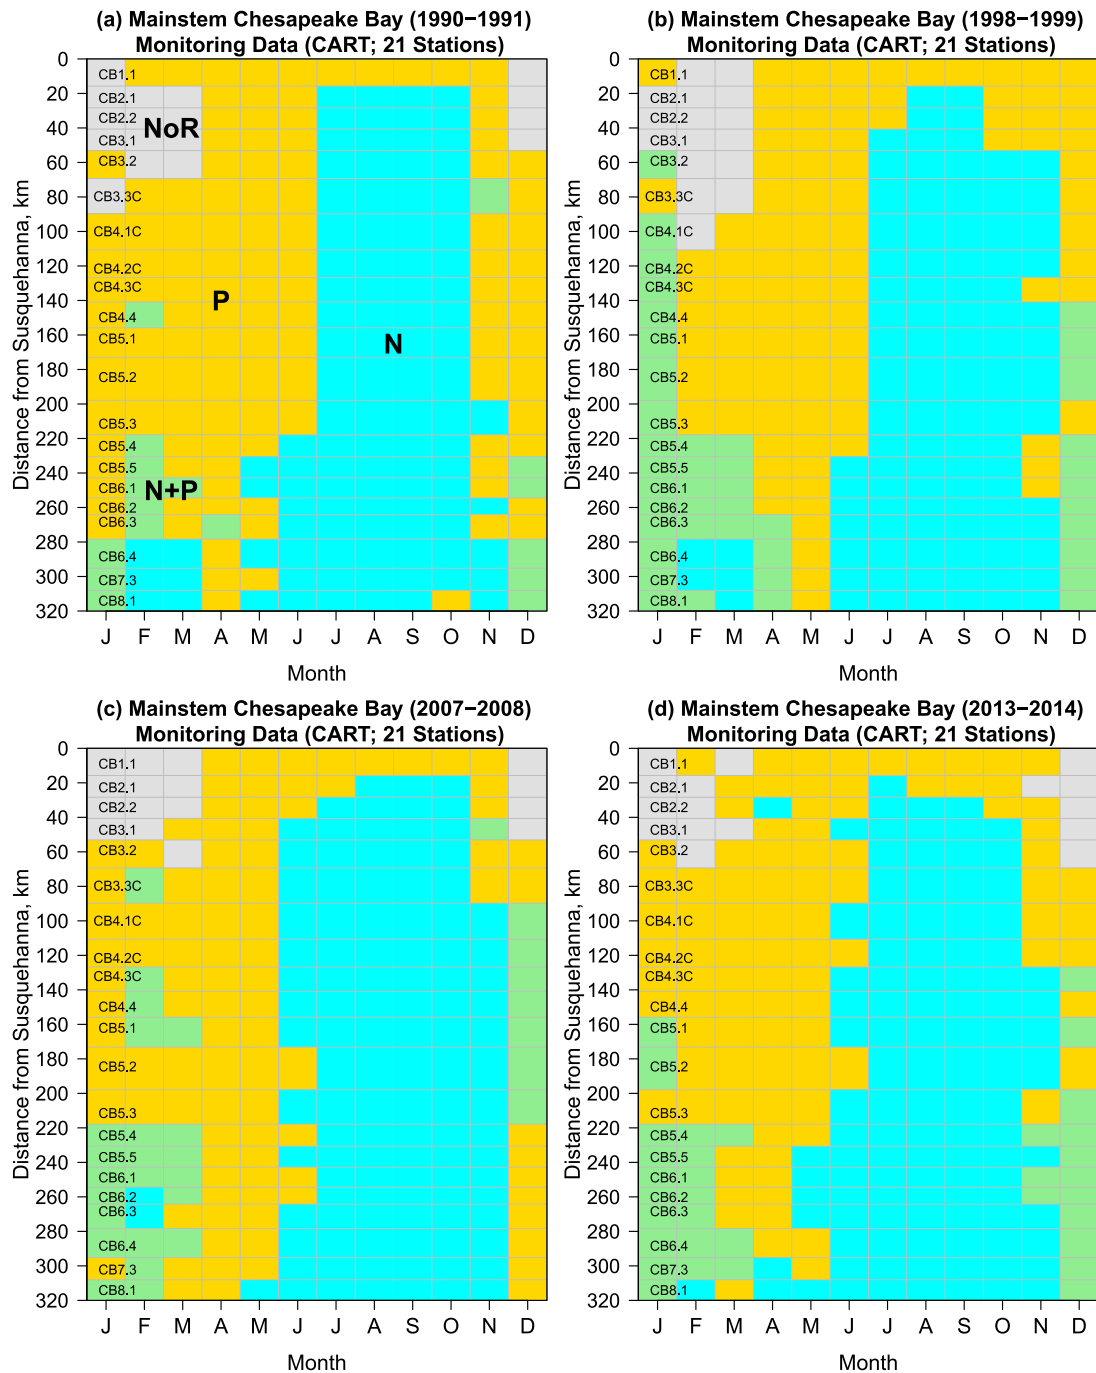 (a) Mainstem Chesapeake Bay (1990−1991)
Monitoring Data (CART; 21 Stations)
Distance from Susquehanna, km
0
20
40
60
80
100
120
140
160
180
200
220
240
260
280
300
320
CB1.1
CB2.1
CB2.2
CB3.1
CB3.2
CB3.3C
CB4.1C
CB4.2C
CB4.3C
CB4.4
CB5.1
CB5.2
CB5.3
CB5.4
CB5.5
CB6.1
CB6.2
CB6.3
CB6.4
CB7.3
CB8.1
NoR
P
N
N+P
J F M A M J J A S O N D
Month
(b) Mainstem Chesapeake Bay (1998−1999)
Monitoring Data (CART; 21 Stations)
Distance from Susquehanna, km
0
20
40
60
80
100
120
140
160
180
200
220
240
260
280
300
320
CB1.1
CB2.1
CB2.2
CB3.1
CB3.2
CB3.3C
CB4.1C
CB4.2C
CB4.3C
CB4.4
CB5.1
CB5.2
CB5.3
CB5.4
CB5.5
CB6.1
CB6.2
CB6.3
CB6.4
CB7.3
CB8.1
J F M A M J J A S O N D
Month
(c) Mainstem Chesapeake Bay (2007−2008)
Monitoring Data (CART; 21 Stations)
Distance from Susquehanna, km
0
20
40
60
80
100
120
140
160
180
200
220
240
260
280
300
320
CB1.1
CB2.1
CB2.2
CB3.1
CB3.2
CB3.3C
CB4.1C
CB4.2C
CB4.3C
CB4.4
CB5.1
CB5.2
CB5.3
CB5.4
CB5.5
CB6.1
CB6.2
CB6.3
CB6.4
CB7.3
CB8.1
J F M A M J J A S O N D
Month
(d) Mainstem Chesapeake Bay (2013−2014)
Monitoring Data (CART; 21 Stations)
Distance from Susquehanna, km
0
20
40
60
80
100
120
140
160
180
200
220
240
260
280
300
320
CB1.1
CB2.1
CB2.2
CB3.1
CB3.2
CB3.3C
CB4.1C
CB4.2C
CB4.3C
CB4.4
CB5.1
CB5.2
CB5.3
CB5.4
CB5.5
CB6.1
CB6.2
CB6.3
CB6.4
CB7.3
CB8.1
J F M A M J J A S O N D
Month